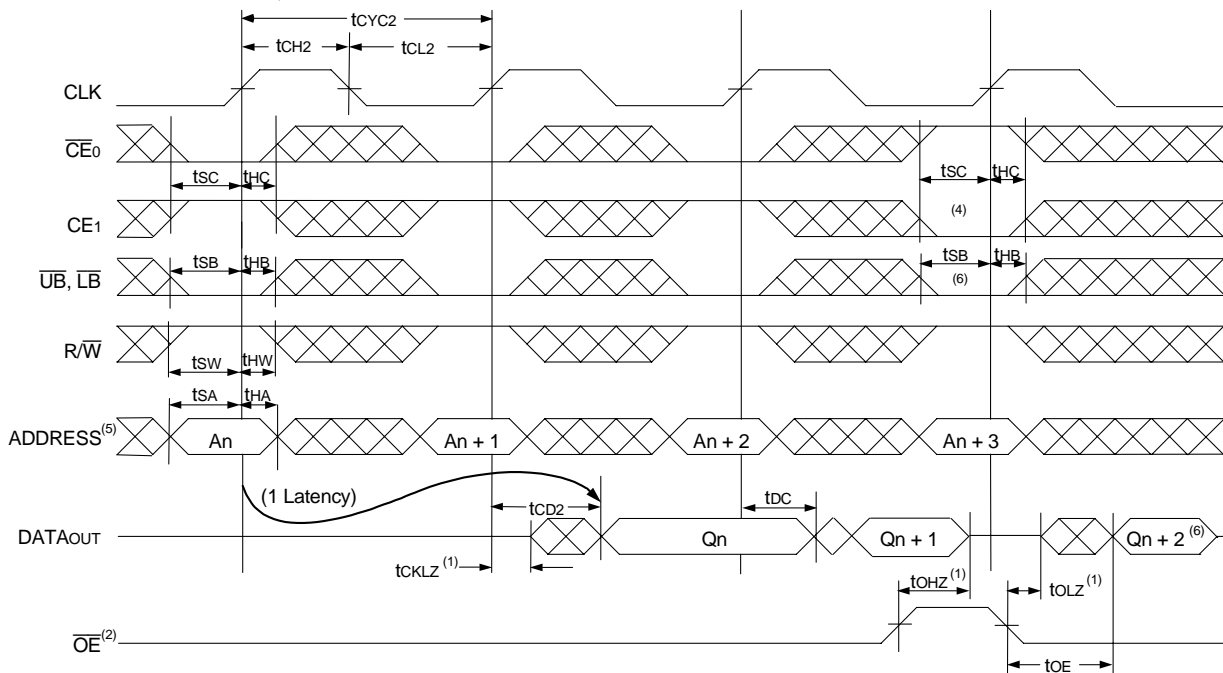 tCYC2
tCH2 tCL2
CLK
CE0
tSC tHC tSC tHC
CE1 (4)
tSB tHB tSB tHB
UB, LB (6)
R/W
tSW tHW
tSA tHA
ADDRESS(5) An An + 1 An + 2 An + 3
(1 Latency) tCD2 tDC
DATAOUT Qn Qn + 1 Qn + 2(6)
tCKLZ(1) tOHZ(1) tOLZ(1)
OE(2)
tOE